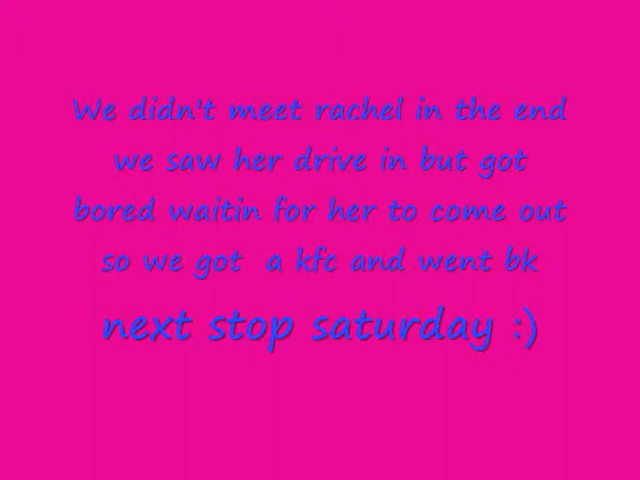 We didn't meet rachel in the end
we saw her drive in but got
bored waitin for her to come out
so we got a kfc and went bk
next stop saturday :)